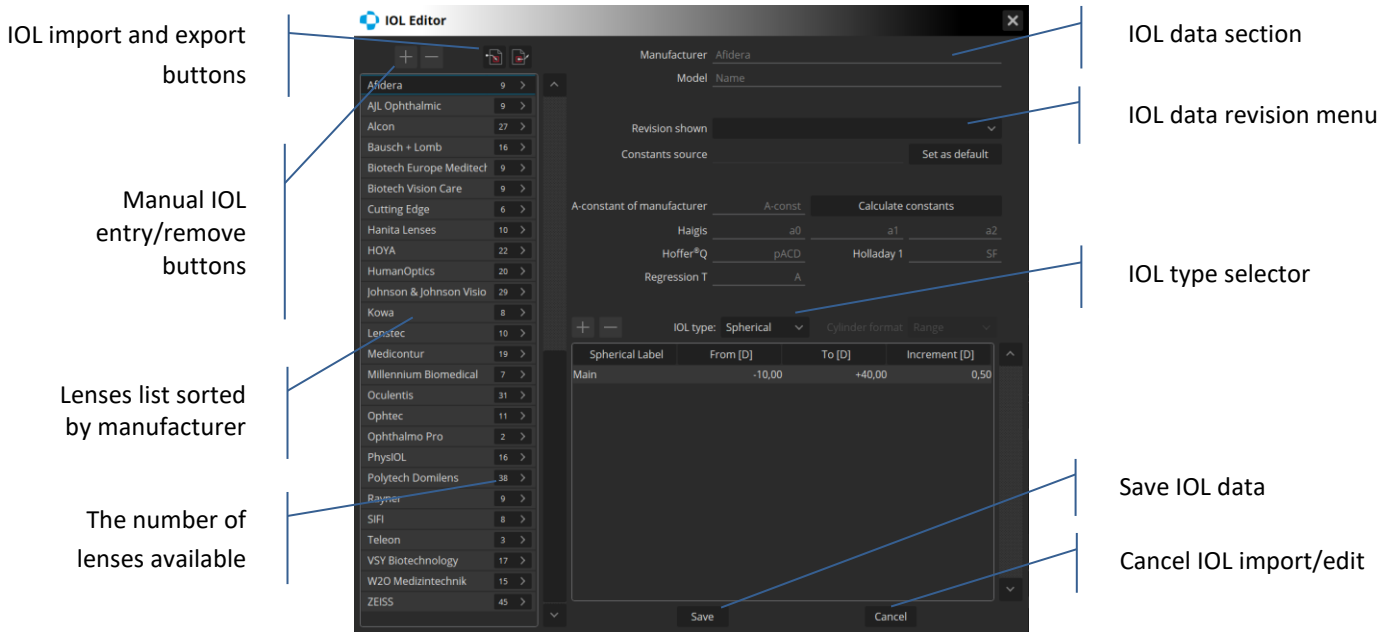 IOL Editor
IOL import and export
buttons
Manual IOL
entry/remove
buttons
Lenses list sorted
by manufacturer
The number of
lenses available
Afidera 9
AJL Ophthalmic 9
Alcon 27
Bausch + Lomb 16
Biotech Europe Meditech 9
Biotech Vision Care 9
Cutting Edge 6
Hanita Lenses 10
HOYA 22
HumanOptics 20
Johnson & Johnson Visio 29
Kowa 8
Lenstec 10
Medicontur 19
Millennium Biomedical 7
Oculentis 31
Ophtec 11
Ophthalmo Pro 2
PhysIOL 16
Polytech Domilens 38
Rayner 9
SIFI 8
Teleon 3
VSY Biotechnology 17
W2O Medizintechnik 15
ZEISS 45
Manufacturer Afidera
Model Name
Revision shown
Constants source Set as default
A-constant of manufacturer A-const Calculate constants
Haigis a0 a1 a2
Hoffer®Q pACD Holladay 1 SF
Regression T A
IOL type: Spherical Cylinder format Range
Spherical Label From [D] To [D] Increment [D]
Main -10,00 +40,00 0,50
Save Cancel
IOL data section
IOL data revision menu
IOL type selector
Save IOL data
Cancel IOL import/edit